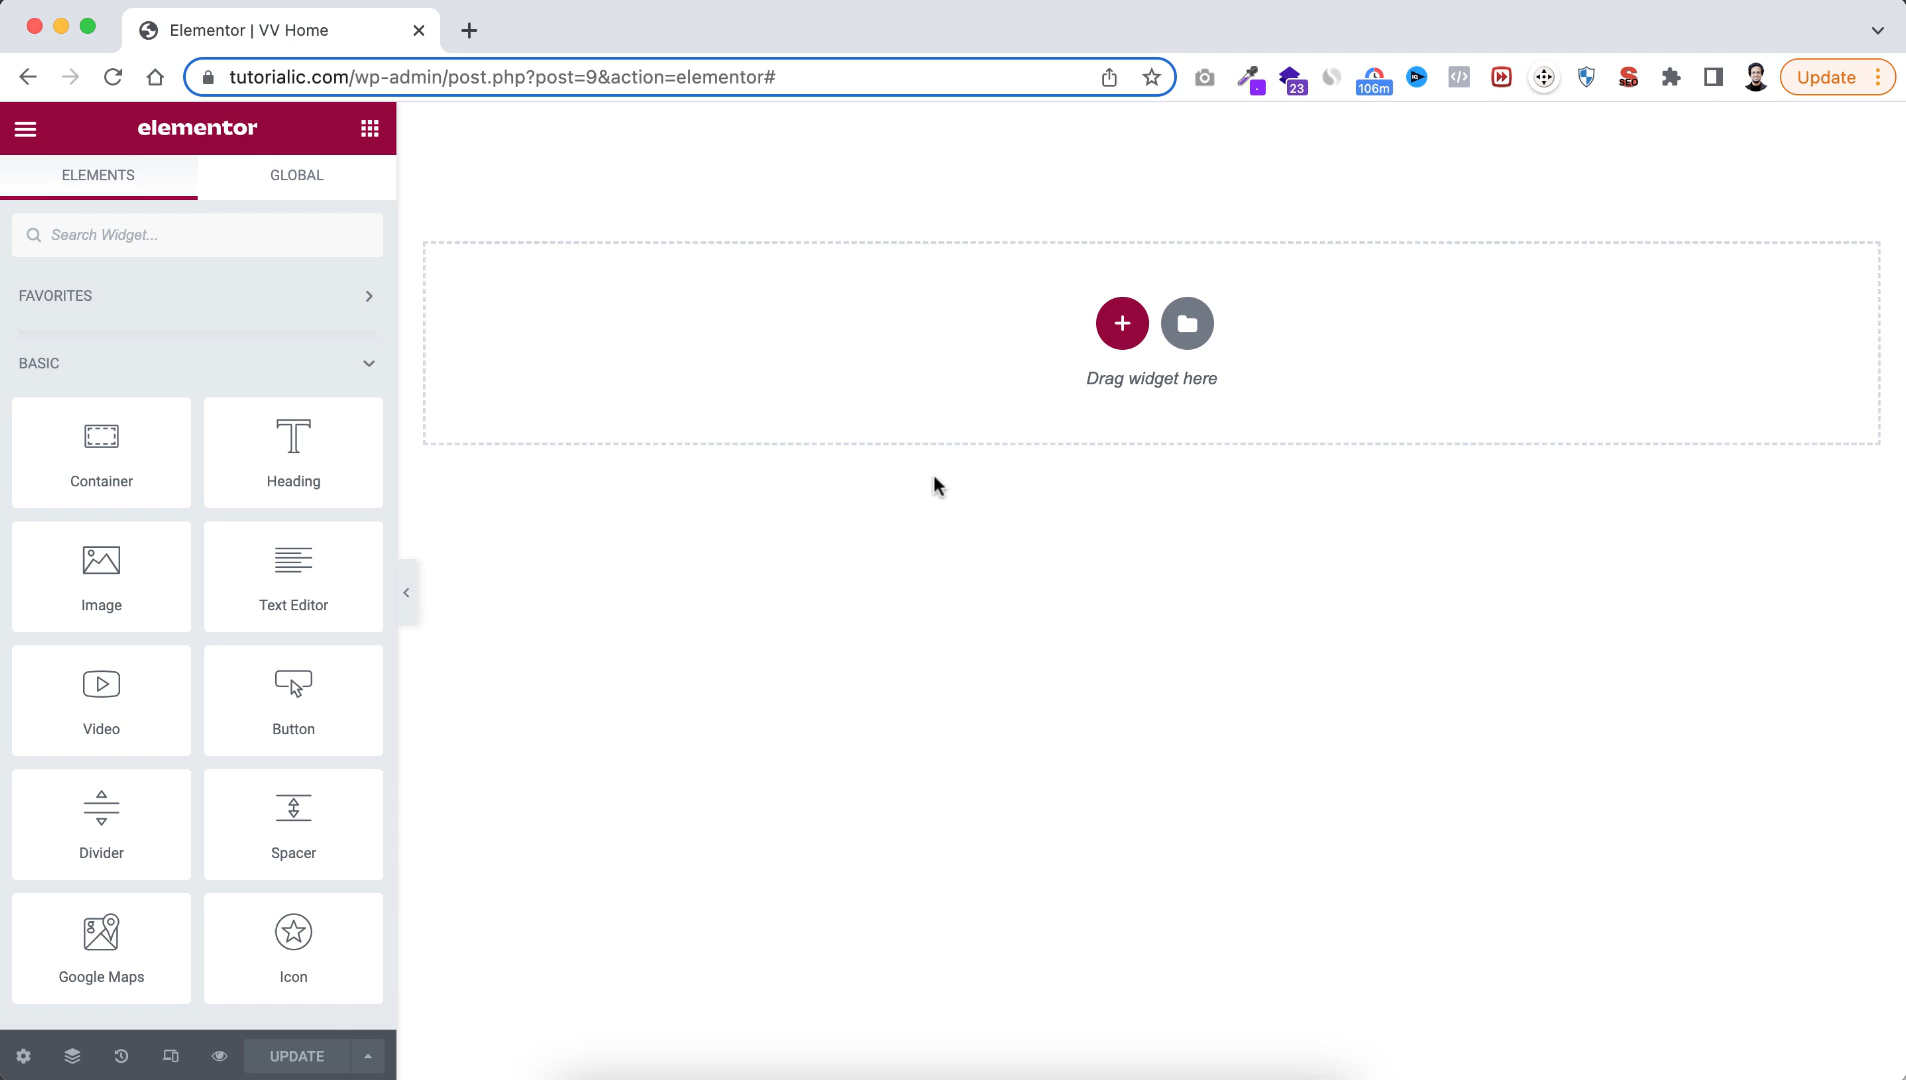 Elementor | VV Home
tutorialic.com/wp-admin/post.php?post=9&action=elementor#
23
106m
SEO
Update
elementor
ELEMENTS
GLOBAL
Search Widget...
FAVORITES
BASIC
Container
Heading
Image
Text Editor
Video
Button
Divider
Spacer
Google Maps
Icon
UPDATE
Drag widget here